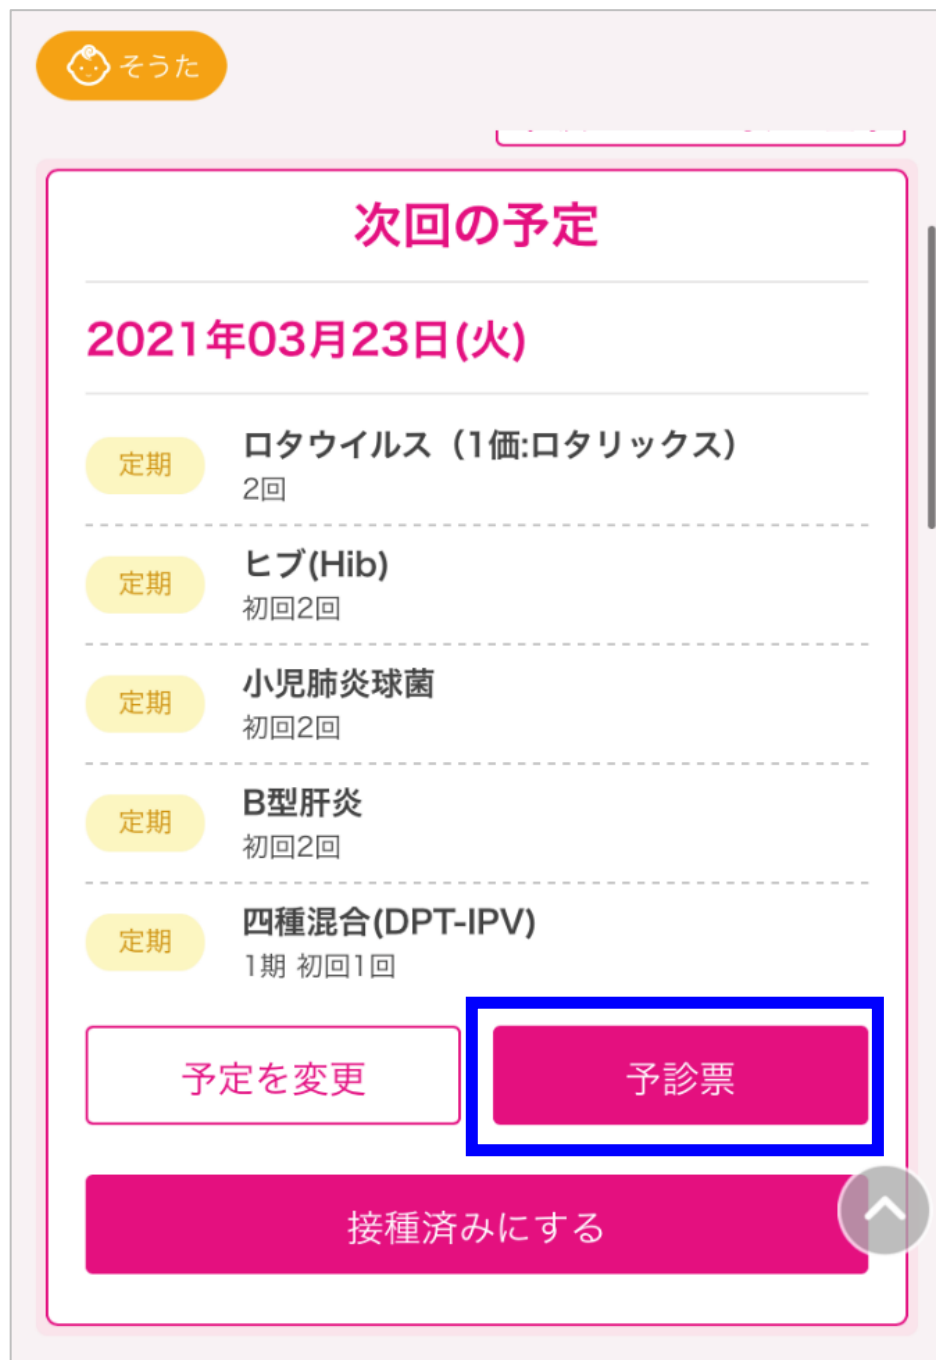 そうた
次回の予定
2021年03月23日(火)
定期
ロタウイルス（1価:ロタリックス）
2回
定期
ヒブ(Hib)
初回2回
定期
小児肺炎球菌
初回2回
定期
B型肝炎
初回2回
定期
四種混合(DPT-IPV)
1期 初回1回
予定を変更
予診票
接種済みにする